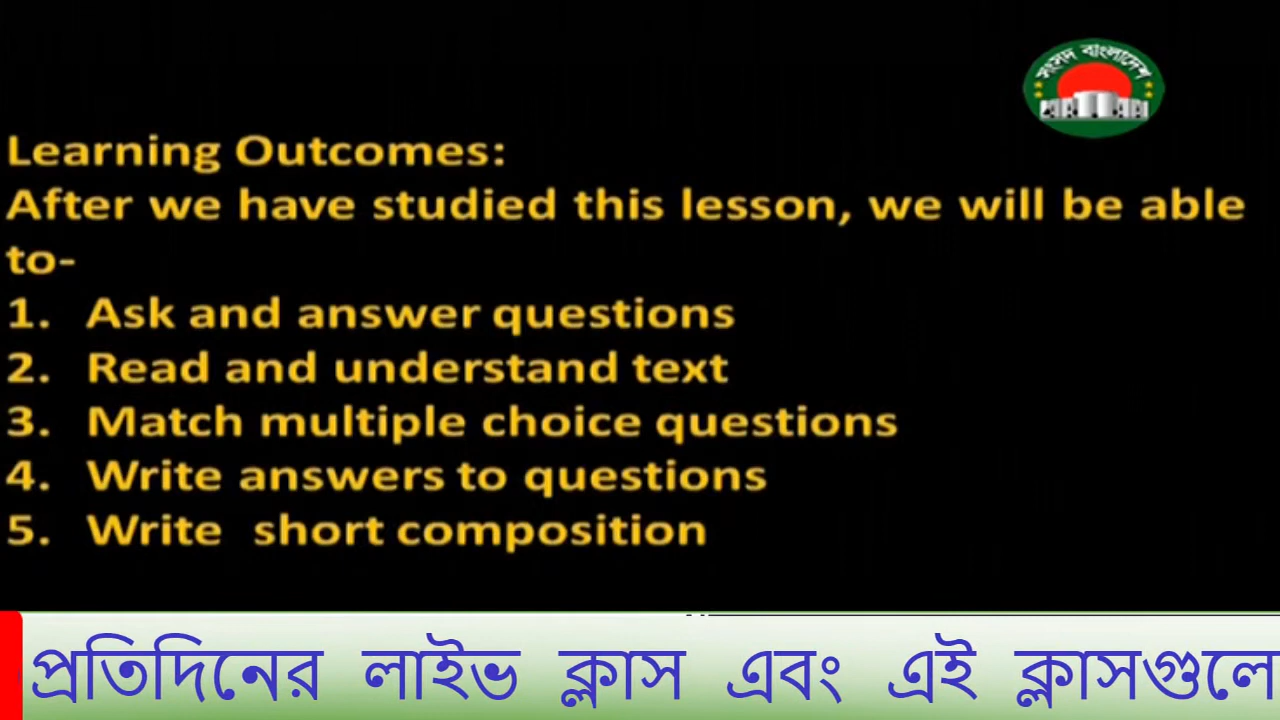 সংসদ বাংলাদেশ
Learning Outcomes:
After we have studied this lesson, we will be able
to-
1. Ask and answer questions
2. Read and understand text
3. Match multiple choice questions
4. Write answers to questions
5. Write short composition
প্রতিদিনের লাইভ ক্লাস এবং এই ক্লাসগুলো